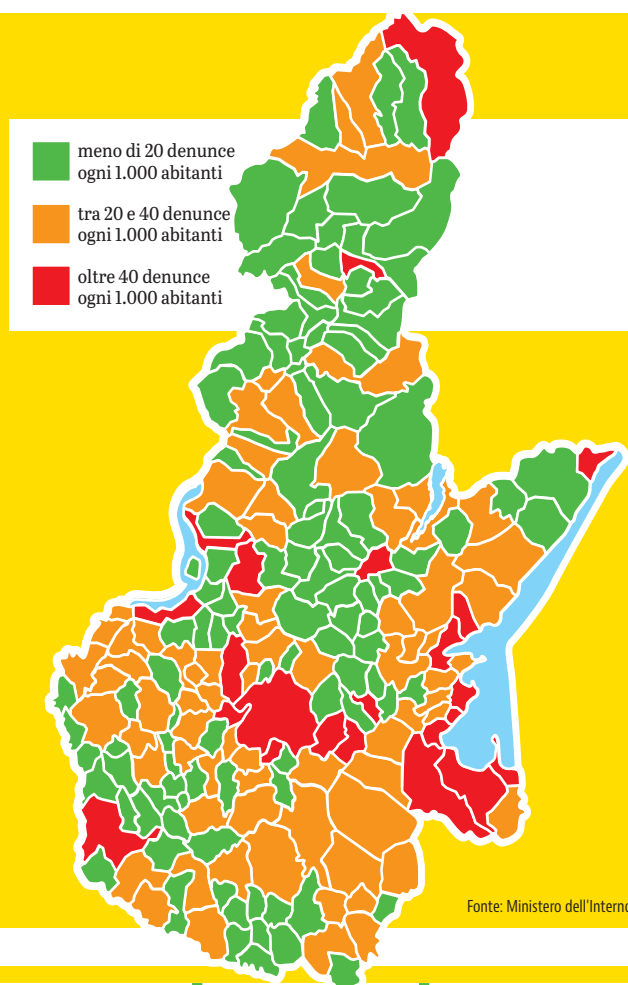 meno di 20 denunce
ogni 1.000 abitanti
tra 20 e 40 denunce
ogni 1.000 abitanti
oltre 40 denunce
ogni 1.000 abitanti
Fonte: Ministero dell'Interno